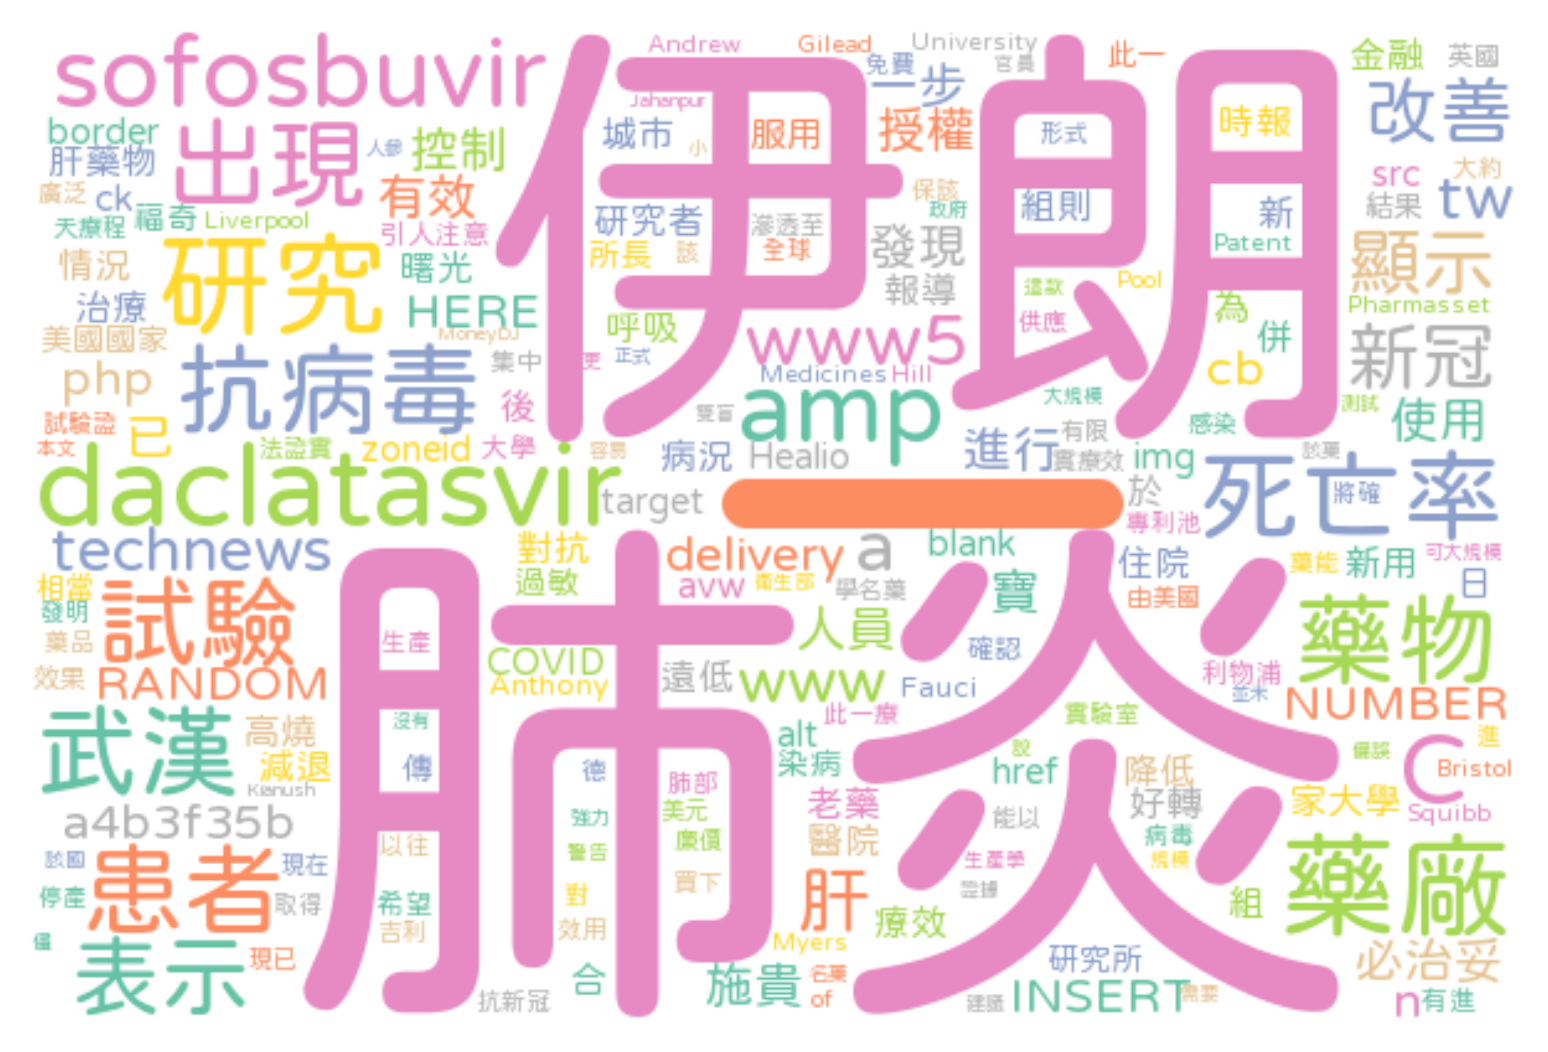 Andrew Gilead University 官員 此一 金融 英國
sofosbuvir 伊朗 免費 一步 改善
Jahanpur
border 出現 人參 控制 城市 小 服用 授權 形式 時報
肝藥物 src 大約
廣泛 ck 有效 研究者 保該 組則 新 結果 tw
天療程 福奇 Liverpool 引人注意 滲透至 政府
情況 研究 曙光 所長 該 全球 發現 Patent 顯示
治療 HERE 報導 這款 Pool 為 Pharmasset
美國國家 MoneyDJ 呼吸 www5 供應 併 新冠
php 抗病毒 集中 更 正式 Medicines Hill cb
試驗證 已 後 雙盲 amp 大規模 感染 測試 使用
本文 法證實 zoneid 大學 容易 病況 Healio 進行 有限 實療效 img 該藥
daclatasvir target 一 於 死亡率 將確
專利池
technews 對抗 delivery a blank 住院 藥能 新用 可大規模
相當 試驗 肺炎 過敏 avw 衛生部 學名藥 寶 由美國 日
發明 藥物
藥品 生產 COVID 人員 確認
效果 RANDOM Anthony 遠低 www Fauci 利物浦 並未 NUMBER
武漢 高燒 沒有 此一療 實驗室 進
減退 傳 德 alt 染病 說 href 降低 C Bristol
Kianush 肺部
a4b3f35b 強力 美元 老藥 能以 好轉 家大學 Squibb
該國 患者 現在 以往 警告 廉價 醫院 生產學 病毒 規模 藥廠
停產 取得 希望 對 買下 肝 組
吉利 效用 療效
表示 現已 Myers 研究所 必治妥
抗新冠 合 施貴 名藥 of INSERT 需要 n 有進